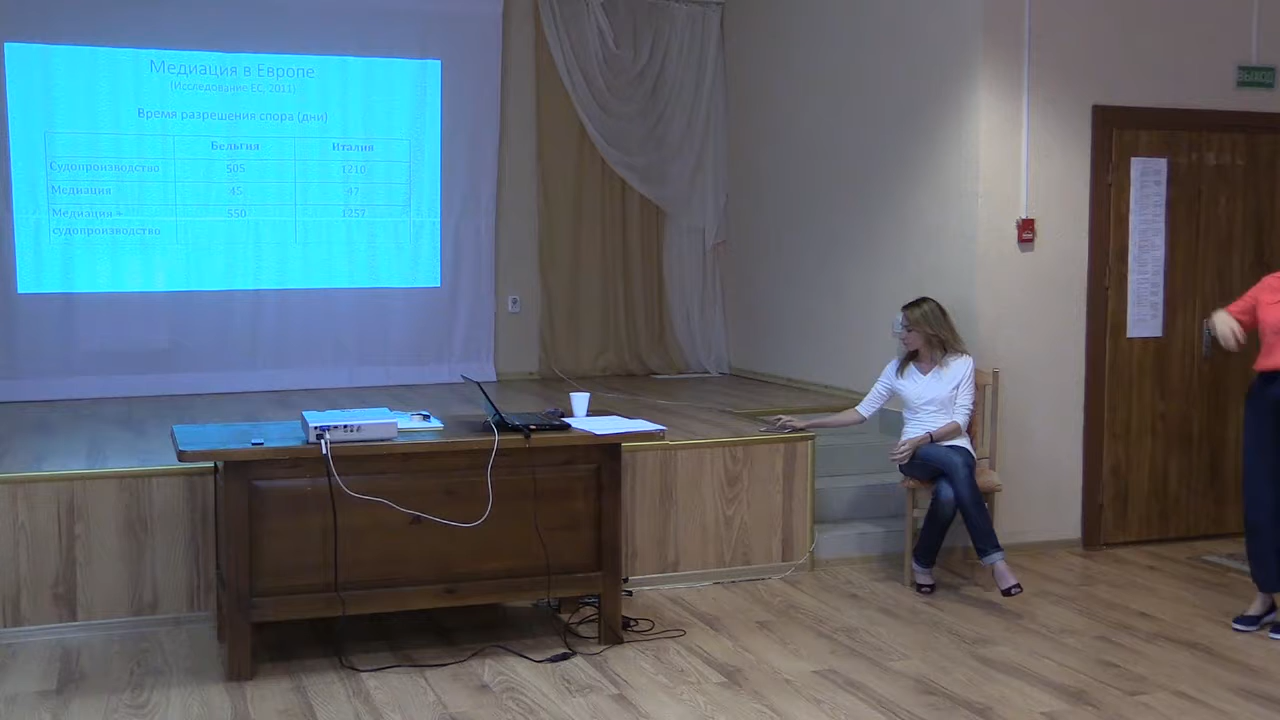 Медиация в Европе
(Исследование ЕС, 2011)
Время разрешения спора (дни)
Бельгия Италия
Судопроизводство 505 1210
Медиация 45 47
Медиация + 550 1257
судопроизводство
ВЫХОД